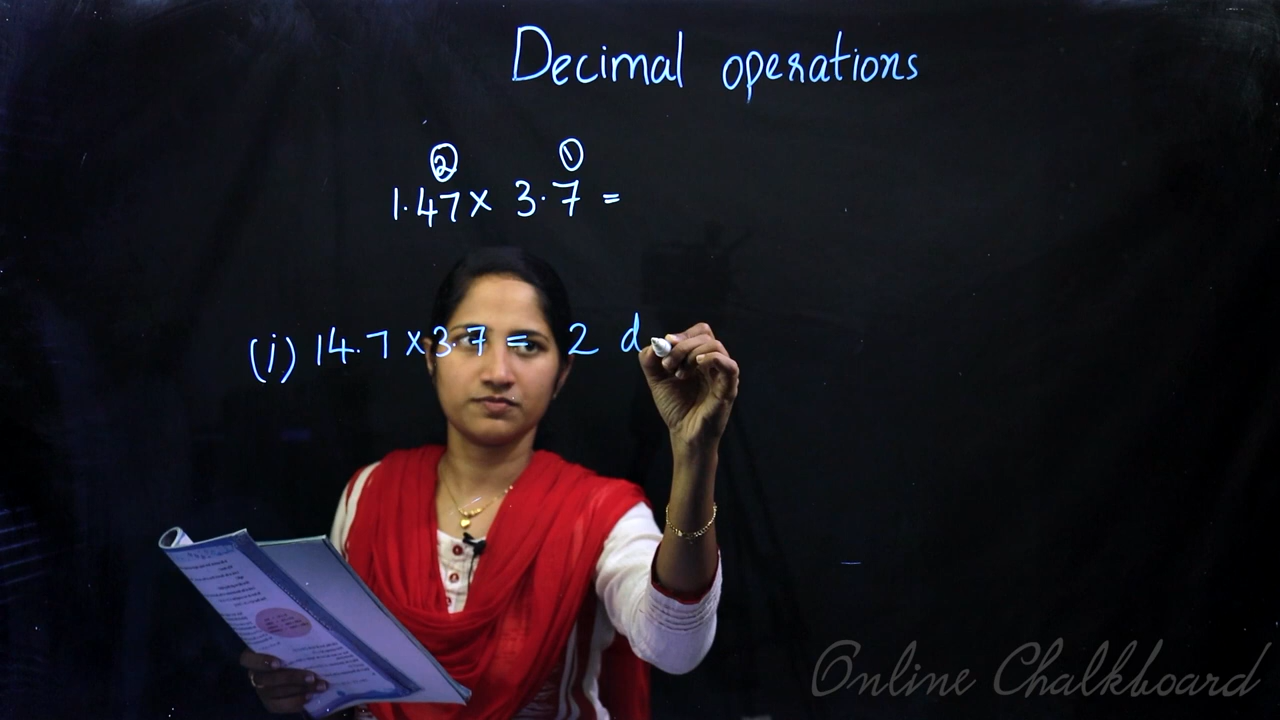 Decimal operations
② ①
1.47 x 3.7 =
(i) 14.7 x 3.7 = 2 d
Online Chalkboard